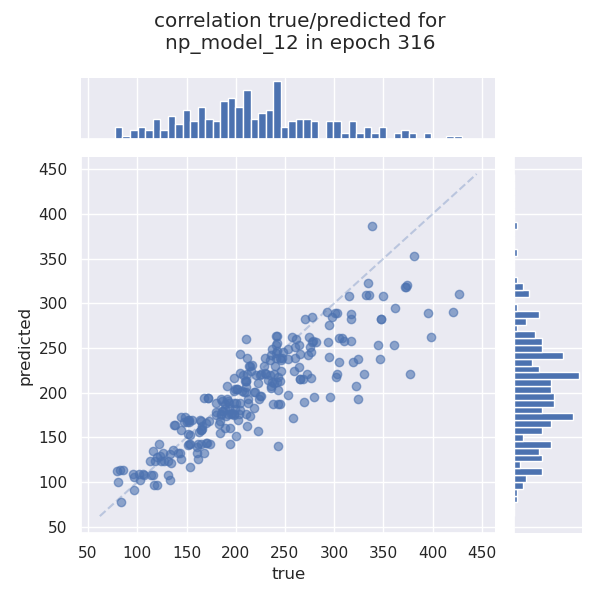 correlation true/predicted for
np_model_12 in epoch 316
450
400
350
300
250
200
150
100
50
predicted
50 100 150 200 250 300 350 400 450
true